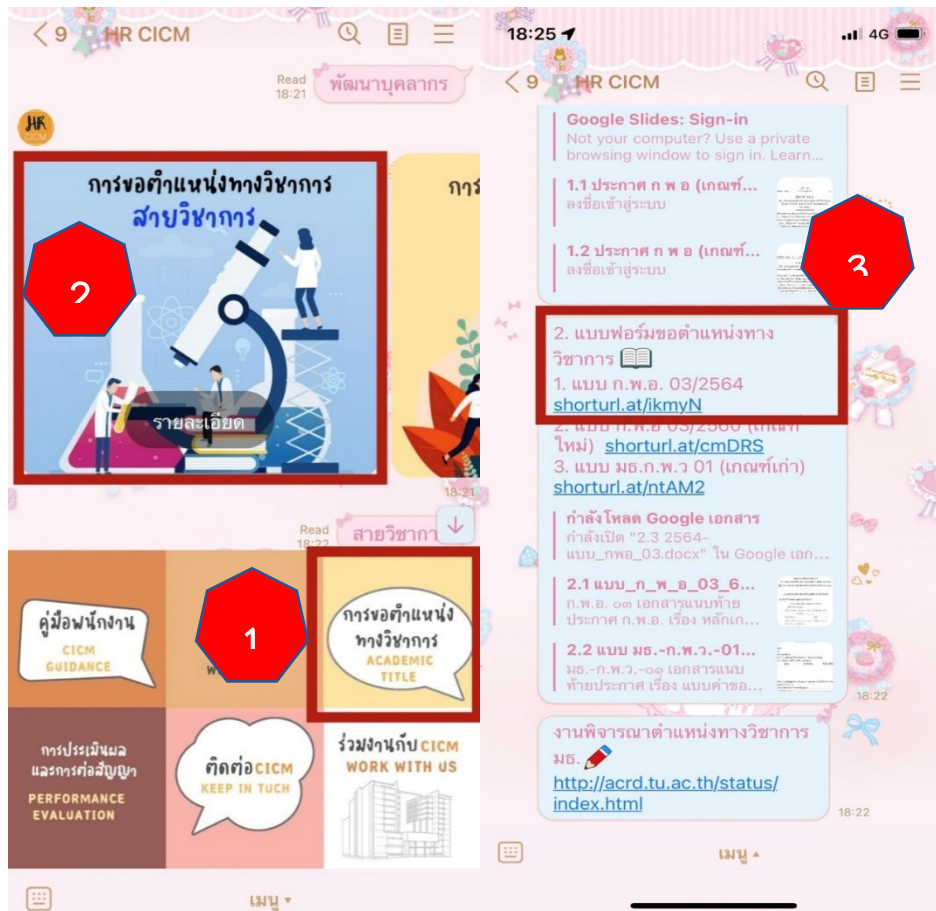 9
HR CICM
Read
18:21
พัฒนาบุคลากร
HR
CICM
การขอตำแหน่งทางวิชาการ
สายวิชาการ
2
รายละเอียด
18:21
Read
18:22
สายวิชากา
คู่มือพนักงาน
CICM
GUIDANCE
1
การขอตำแหน่ง
ทางวิชาการ
ACADEMIC
TITLE
การประเมินผล
และการต่อสัญญา
PERFORMANCE
EVALUATION
ติดต่อCICM
KEEP IN TUCH
ร่วมงานกับ CICM
WORK WITH US
เมนู
18:25
4G
9
HR CICM
Google Slides: Sign-in
Not your computer? Use a private
browsing window to sign in. Learn...
1.1 ประกาศ ก พ อ (เกณฑ์...
ลงชื่อเข้าสู่ระบบ
1.2 ประกาศ ก พ อ (เกณฑ์...
ลงชื่อเข้าสู่ระบบ
3
2. แบบฟอร์มขอตำแหน่งทาง
วิชาการ
1. แบบ ก.พ.อ. 03/2564
shorturl.at/ikmyN
2. แบบ ก.พ.อ 03/2560 (เกณฑ์
ใหม่) shorturl.at/cmDRS
3. แบบ มธ.ก.พ.ว 01 (เกณฑ์เก่า)
shorturl.at/ntAM2
กำลังโหลด Google เอกสาร
กำลังเปิด "2.3 2564-
แบบ_กพอ_03.docx" ใน Google เอก...
2.1 แบบ_ก_พ_อ_03_6...
ก.พ.อ. ๐๓ เอกสารแนบท้าย
ประกาศ ก.พ.อ. เรื่อง หลักเก...
2.2 แบบ มธ.-ก.พ.ว.-01...
มธ.-ก.พ.ว.-๐๑ เอกสารแนบ
ท้ายประกาศ เรื่อง แบบคำขอ...
18:22
งานพิจารณาตำแหน่งทางวิชาการ
มธ.
http://acrd.tu.ac.th/status/
index.html
18:22
เมนู